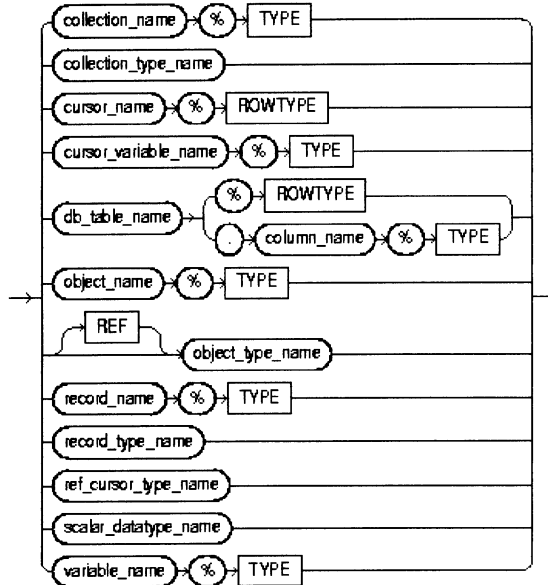 collection_name % TYPE
collection_type_name
cursor_name % ROWTYPE
cursor_variable_name % TYPE
% ROWTYPE
db_table_name
. column_name % TYPE
object_name % TYPE
REF
object_type_name
record_name % TYPE
record_type_name
ref_cursor_type_name
scalar_datatype_name
variable_name % TYPE